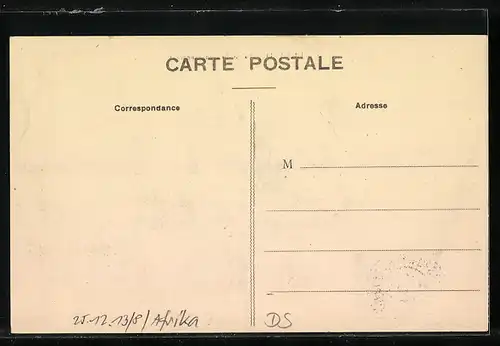 CARTE POSTALE
Correspondance
Adresse
M
25.12.13/8/Afrika
DS